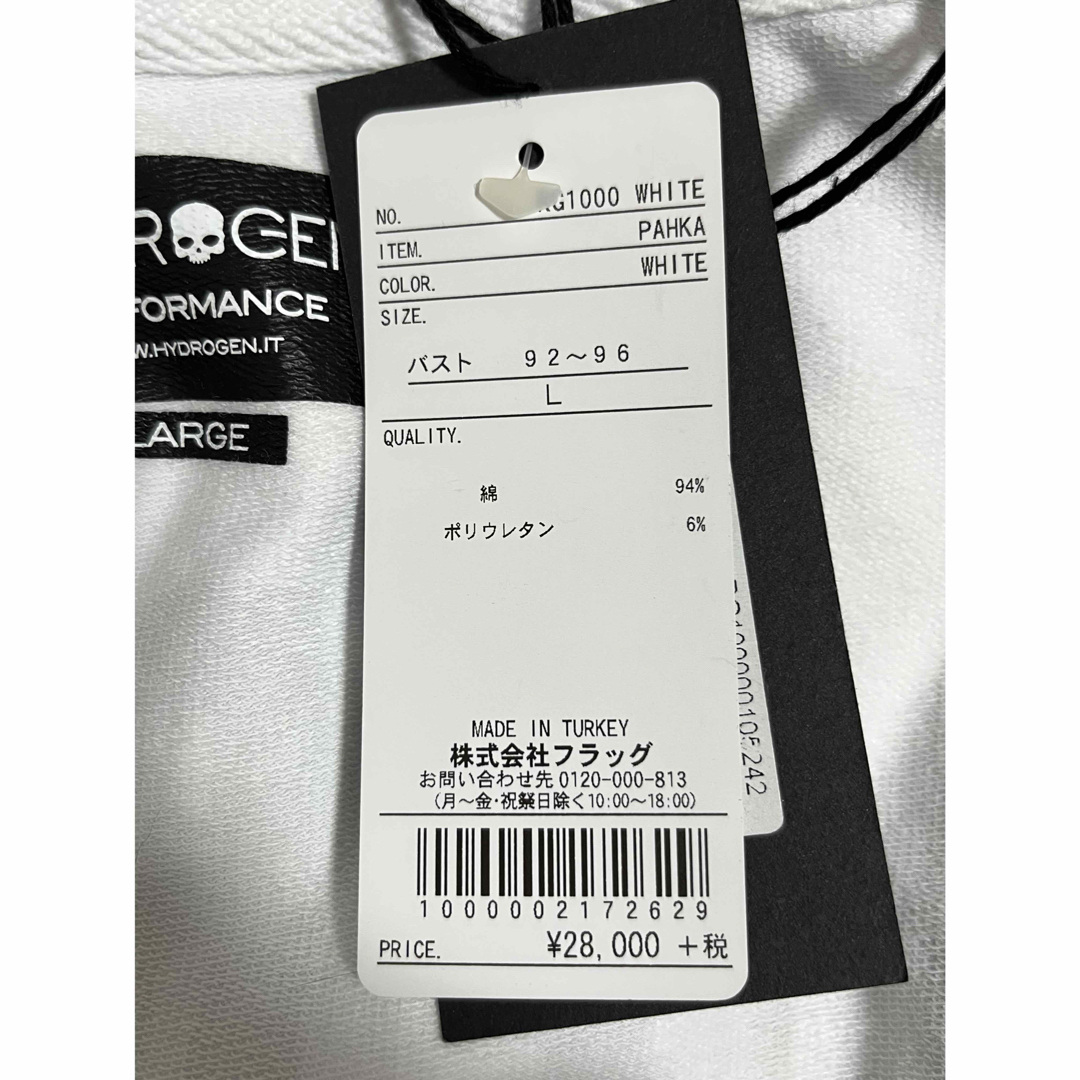 FORMANCE
W.HYDROGEN.IT
LARGE
NO. RG1000 WHITE
ITEM. PAHKA
COLOR. WHITE
SIZE.
バスト 92～96
L
QUALITY.
綿 94%
ポリウレタン 6%
MADE IN TURKEY
株式会社フラッグ
お問い合わせ先 0120-000-813
(月～金・祝祭日除く10:00～18:00)
1000002172629
PRICE. ¥28,000 +税